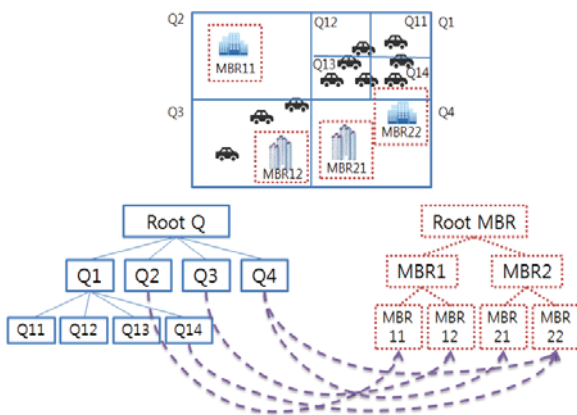 Q2
Q12
Q11
Q1
MBR11
Q13
Q14
Q3
MBR12
MBR21
MBR22
Q4
Root Q
Root MBR
Q1
Q2
Q3
Q4
MBR1
MBR2
Q11
Q12
Q13
Q14
MBR
11
MBR
12
MBR
21
MBR
22